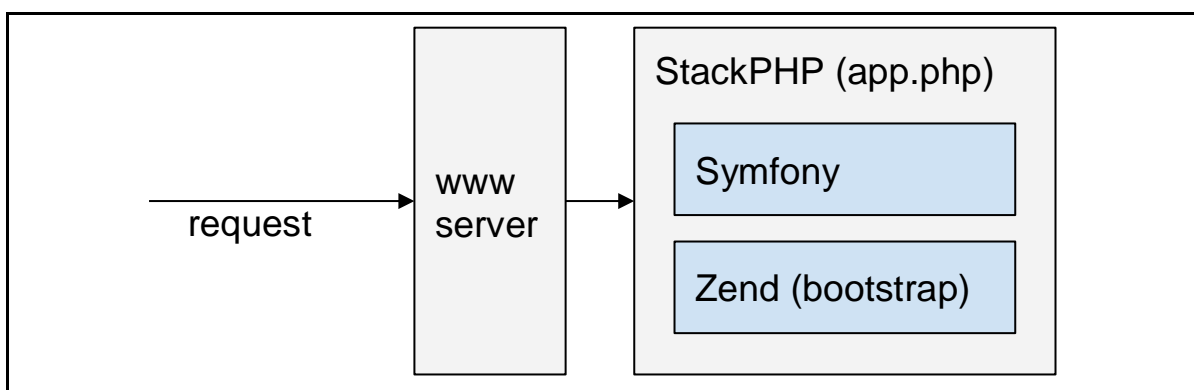 request
www
server
StackPHP (app.php)
Symfony
Zend (bootstrap)